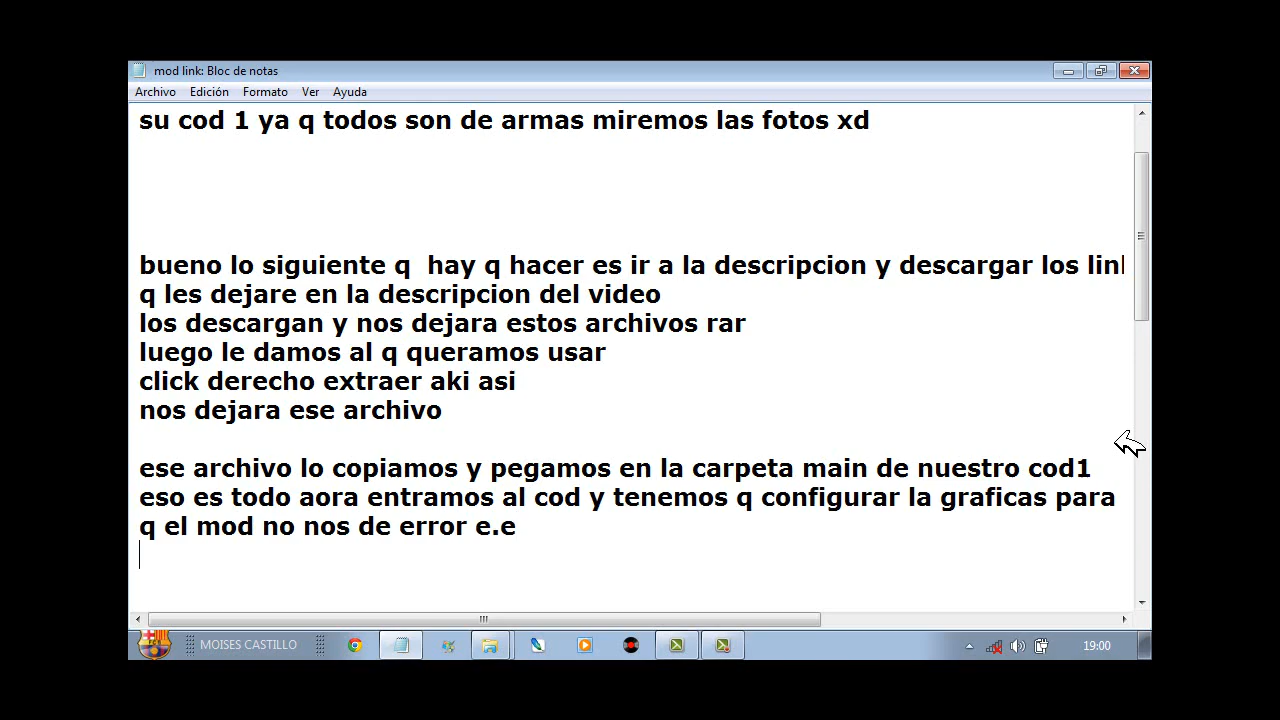 mod link: Bloc de notas
Archivo Edición Formato Ver Ayuda
su cod 1 ya q todos son de armas miremos las fotos xd
bueno lo siguiente q  hay q hacer es ir a la descripcion y descargar los
q les dejare en la descripcion del video
los descargan y nos dejara estos archivos rar
luego le damos al q queramos usar
click derecho extraer aki asi
nos dejara ese archivo
ese archivo lo copiamos y pegamos en la carpeta main de nuestro cod1
eso es todo aora entramos al cod y tenemos q configurar la graficas para
q el mod no nos de error e.e
MOISES CASTILLO
19:00